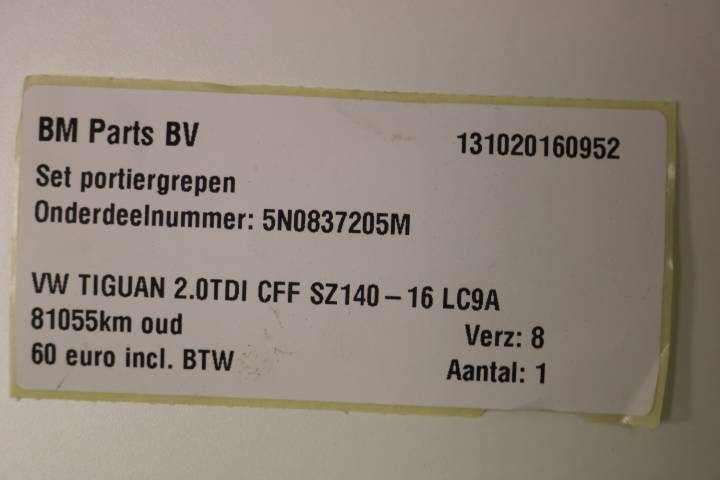 BM Parts BV 131020160952
Set portiergrepen
Onderdeelnummer: 5N0837205M
VW TIGUAN 2.0TDI CFF SZ140-16 LC9A
81055km oud Verz: 8
60 euro incl. BTW Aantal: 1